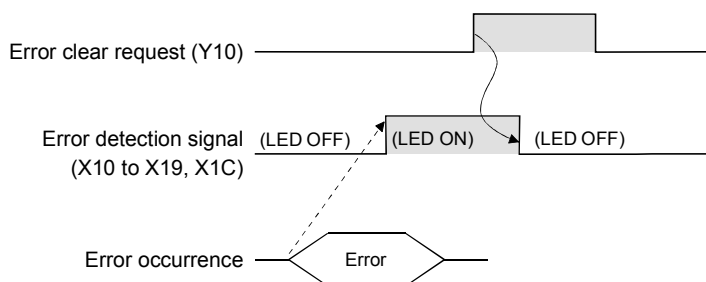 Error clear request (Y10)
Error detection signal
(X10 to X19, X1C)
(LED OFF)
(LED ON)
(LED OFF)
Error occurrence
Error